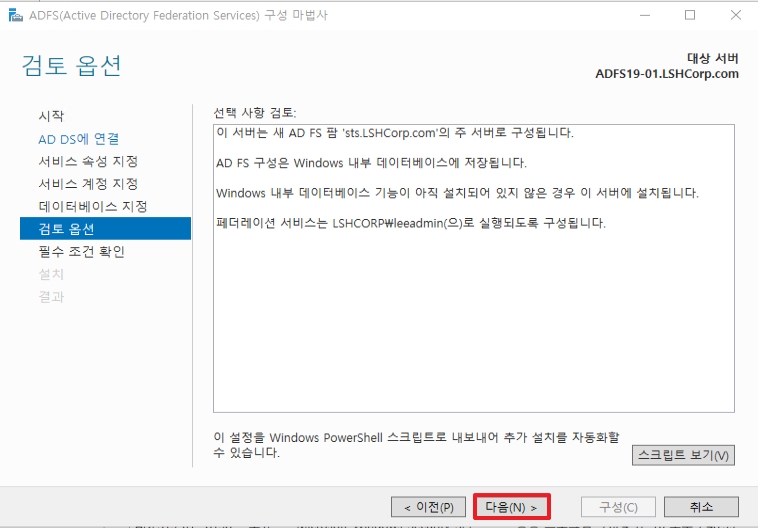 ADFS(Active Directory Federation Services) 구성 마법사
검토 옵션
대상 서버
ADFS19-01.LSHCorp.com
시작
AD DS에 연결
서비스 속성 지정
서비스 계정 지정
데이터베이스 지정
검토 옵션
필수 조건 확인
설치
결과
선택 사항 검토:
이 서버는 새 AD FS 팜 'sts.LSHCorp.com'의 주 서버로 구성됩니다.
AD FS 구성은 Windows 내부 데이터베이스에 저장됩니다.
Windows 내부 데이터베이스 기능이 아직 설치되어 있지 않은 경우 이 서버에 설치됩니다.
페더레이션 서비스는 LSHCORP₩leeadmin(으)로 실행되도록 구성됩니다.
이 설정을 Windows PowerShell 스크립트로 내보내어 추가 설치를 자동화할
수 있습니다.
스크립트 보기(V)
< 이전(P)
다음(N) >
구성(C)
취소